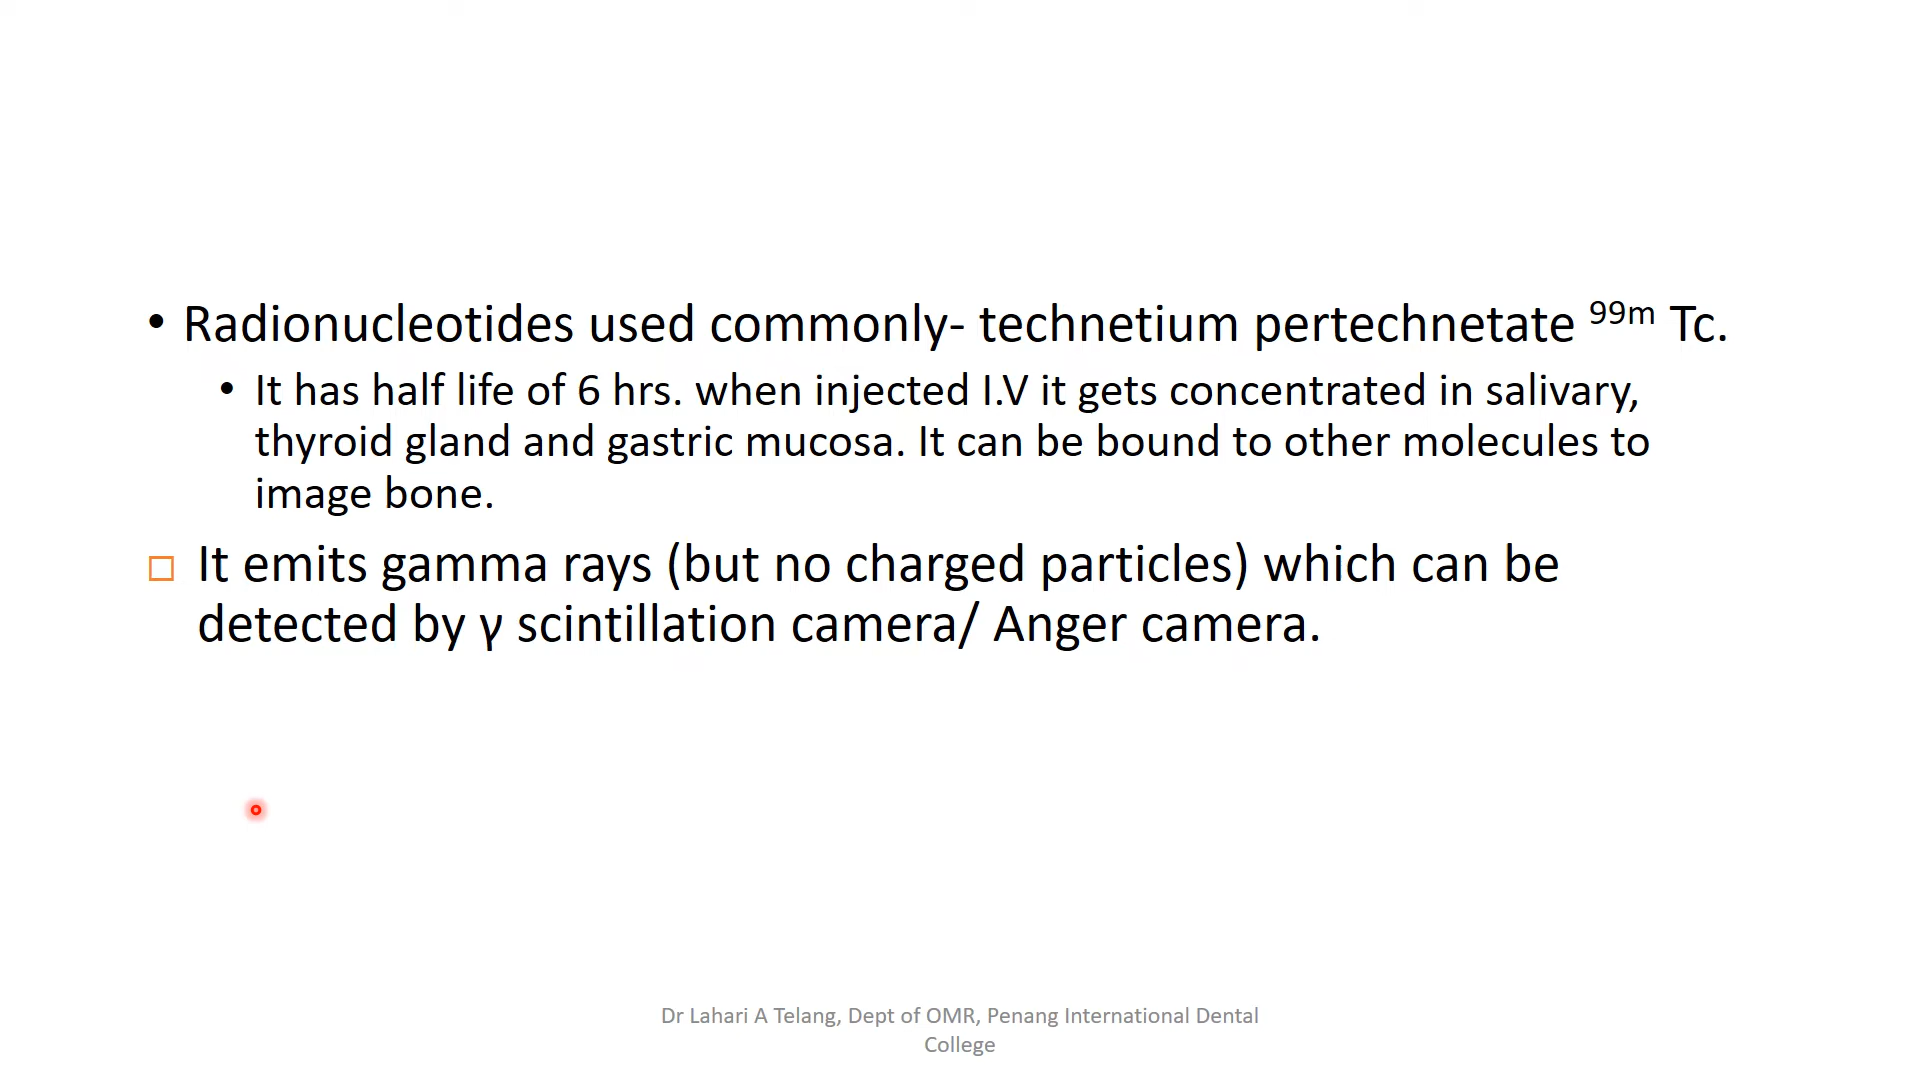 • Radionucleotides used commonly- technetium pertechnetate ⁹⁹ᵐ Tc.
• It has half life of 6 hrs. when injected I.V it gets concentrated in salivary,
thyroid gland and gastric mucosa. It can be bound to other molecules to
image bone.
□ It emits gamma rays (but no charged particles) which can be
detected by γ scintillation camera/ Anger camera.
Dr Lahari A Telang, Dept of OMR, Penang International Dental
College